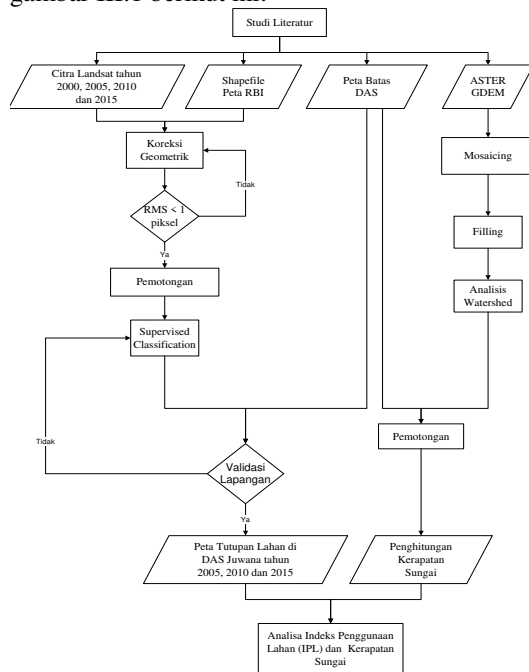 gambar III.1 berikut ini.
Studi Literatur
Citra Landsat tahun
2000, 2005, 2010
dan 2015
Shapefile
Peta RBI
Peta Batas
DAS
ASTER
GDEM
Koreksi
Geometrik
Tidak
Mosaicing
RMS < 1
piksel
Filling
Ya
Pemotongan
Analisis
Watershed
Supervised
Classification
Tidak
Pemotongan
Validasi
Lapangan
Ya
Peta Tutupan Lahan di
DAS Juwana tahun
2005, 2010 dan 2015
Penghitungan
Kerapatan
Sungai
Analisa Indeks Penggunaan
Lahan (IPL) dan Kerapatan
Sungai